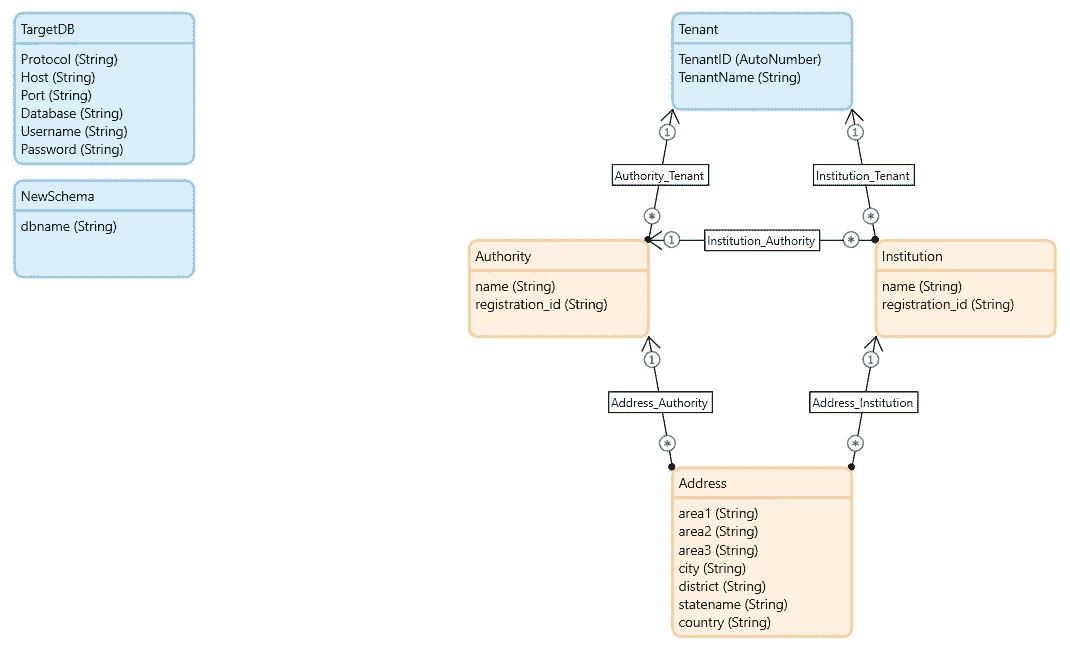 TargetDB
Protocol (String)
Host (String)
Port (String)
Database (String)
Username (String)
Password (String)
NewSchema
dbname (String)
Tenant
TenantID (AutoNumber)
TenantName (String)
1
1
Authority_Tenant
Institution_Tenant
*
*
1
Institution_Authority
*
Authority
name (String)
registration_id (String)
Institution
name (String)
registration_id (String)
1
1
Address_Authority
Address_Institution
*
*
Address
area1 (String)
area2 (String)
area3 (String)
city (String)
district (String)
statename (String)
country (String)